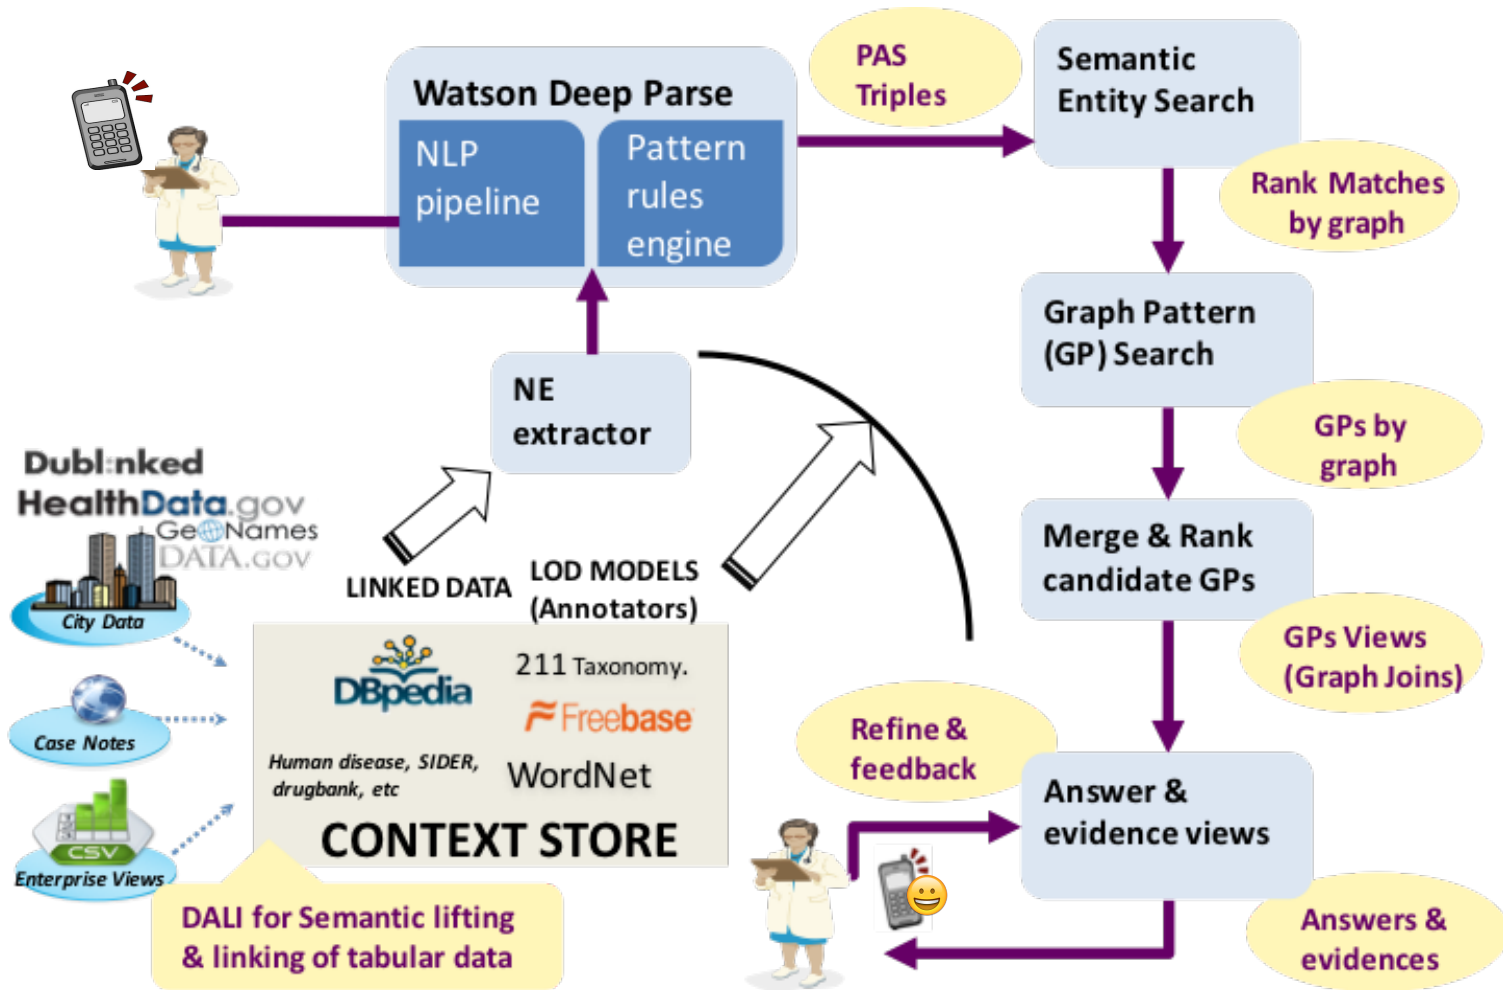 Watson Deep Parse
NLP
pipeline
Pattern
rules
engine
PAS
Triples
Semantic
Entity Search
Rank Matches
by graph
Graph Pattern
(GP) Search
GPs by
graph
Merge & Rank
candidate GPs
GPs Views
(Graph Joins)
Answer &
evidence views
Refine &
feedback
Answers &
evidences
NE
extractor
Dubl:nked
HealthData.gov
GeoNames
DATA.gov
City Data
Case Notes
CSV
Enterprise Views
LINKED DATA
LOD MODELS
(Annotators)
DBpedia
211 Taxonomy.
Freebase
Human disease, SIDER,
drugbank, etc
WordNet
CONTEXT STORE
DALI for Semantic lifting
& linking of tabular data